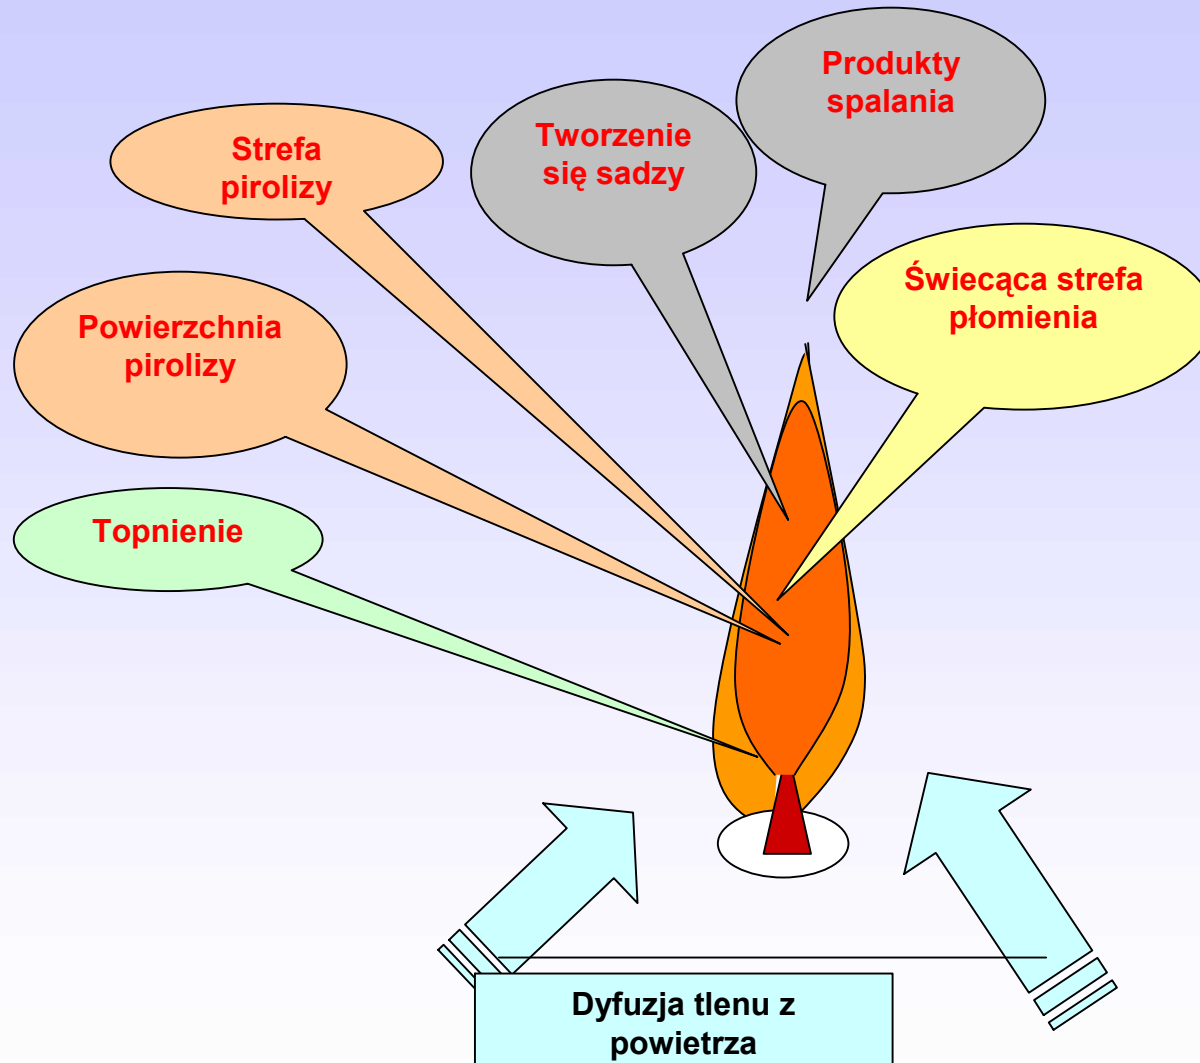 Produkty
spalania
Tworzenie
się sadzy
Strefa
pirolizy
Świecąca strefa
płomienia
Powierzchnia
pirolizy
Topnienie
Dyfuzja tlenu z
powietrza